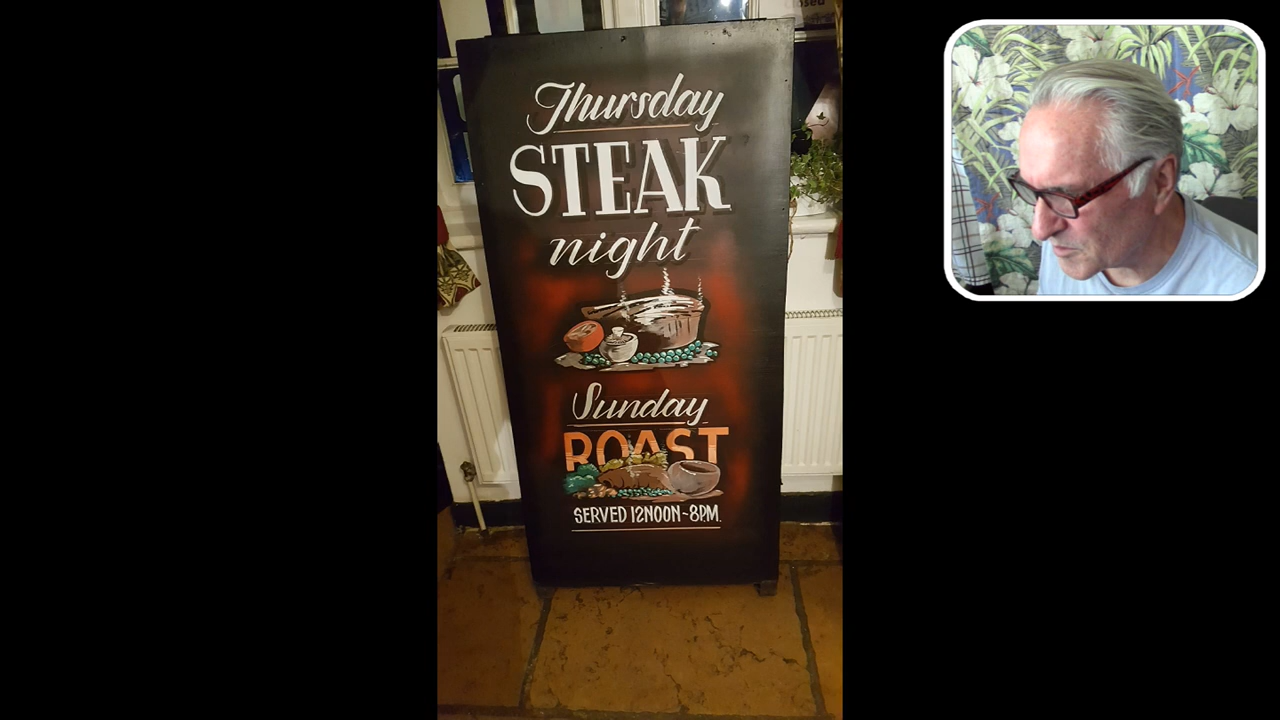 Thursday
STEAK
night
Sunday
ROAST
SERVED 12NOON~8PM.